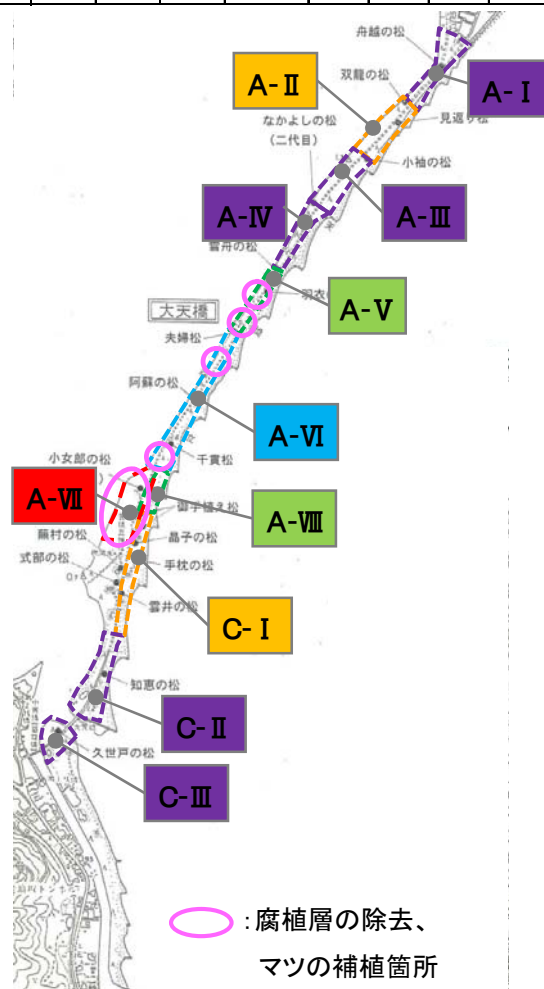 舟越の松
双龍の松
A-Ⅱ
A-Ⅰ
なかよしの松
(二代目)
見返り松
小袖の松
A-Ⅳ
A-Ⅲ
雲舟の松
羽衣
A-Ⅴ
大天橋
夫婦松
阿蘇の松
A-Ⅵ
千貫松
小女郎の松
A-Ⅶ
御手植え松
A-Ⅷ
晶子の松
蕪村の松
式部の松
手枕の松
雲井の松
C-Ⅰ
知恵の松
C-Ⅱ
久世戸の松
C-Ⅲ
:腐植層の除去、
マツの補植箇所